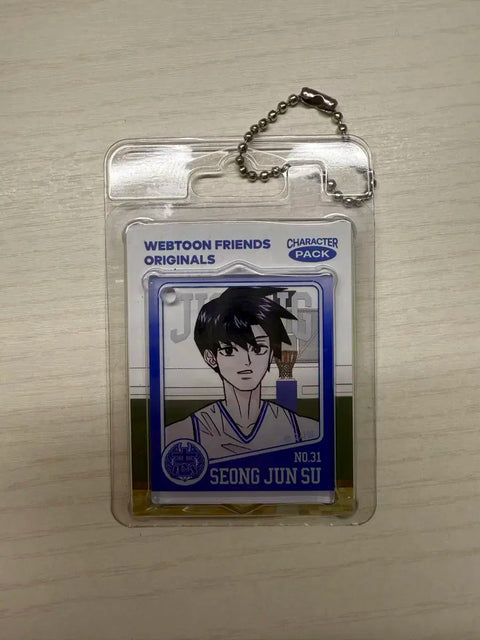 WEBTOON FRIENDS
ORIGINALS
CHARACTER
PACK
NO.31
SEONG JUN SU